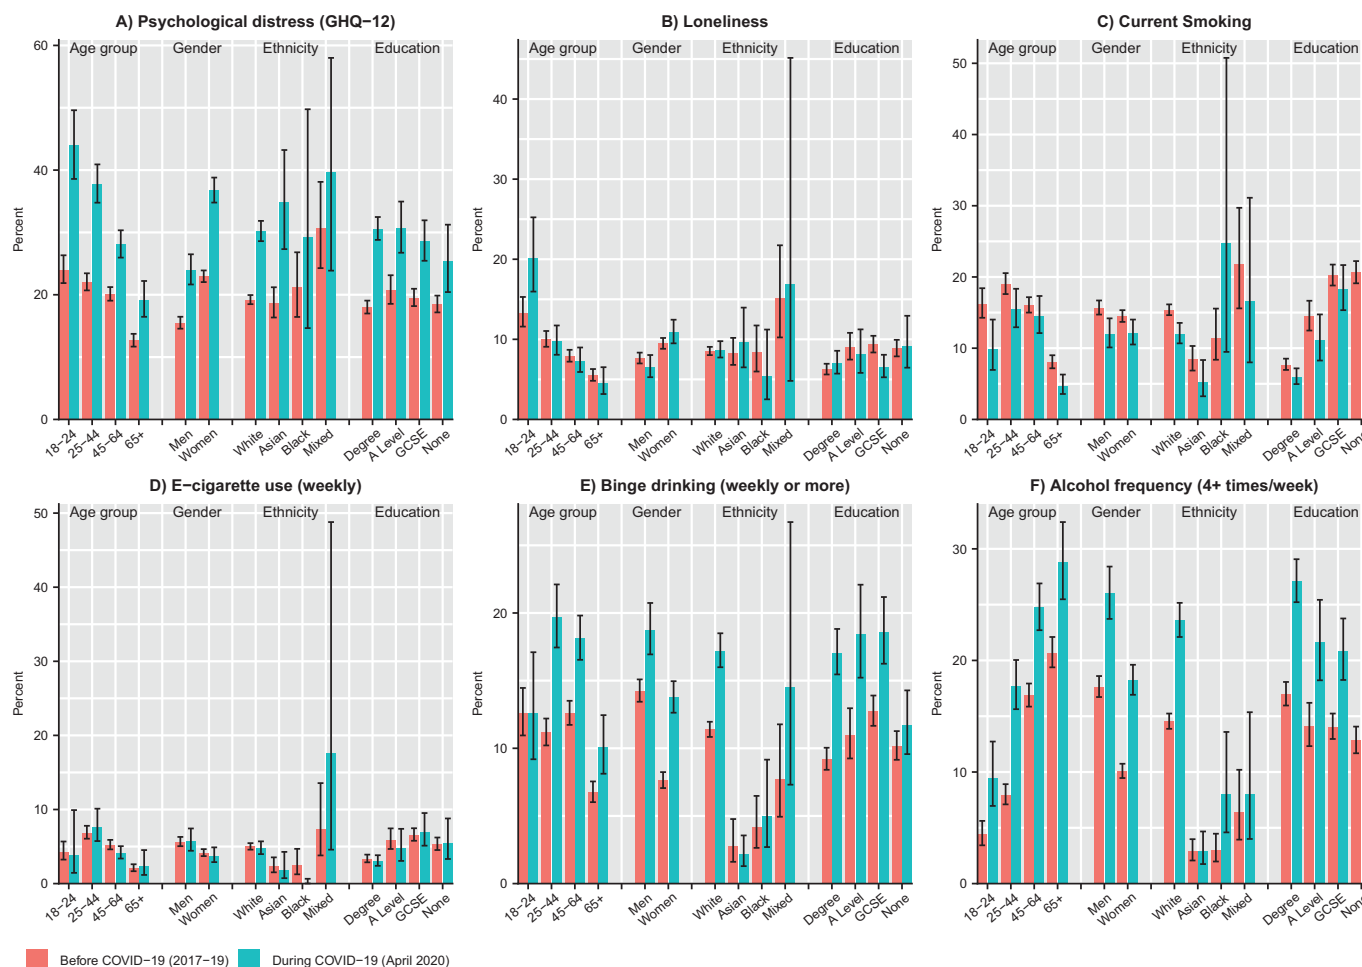 A) Psychological distress (GHQ−12)
B) Loneliness
C) Current Smoking
Age group Gender Ethnicity Education
Age group Gender Ethnicity Education
Age group Gender Ethnicity Education
Percent
60
40
20
0
Percent
40
30
20
10
0
Percent
50
40
30
20
10
0
18−24 25−44 45−64 65+ Men Women White Asian Black Mixed Degree A Level GCSE None
18−24 25−44 45−64 65+ Men Women White Asian Black Mixed Degree A Level GCSE None
18−24 25−44 45−64 65+ Men Women White Asian Black Mixed Degree A Level GCSE None
D) E−cigarette use (weekly)
E) Binge drinking (weekly or more)
F) Alcohol frequency (4+ times/week)
Age group Gender Ethnicity Education
Age group Gender Ethnicity Education
Age group Gender Ethnicity Education
Percent
50
40
30
20
10
0
Percent
20
10
0
Percent
30
20
10
0
18−24 25−44 45−64 65+ Men Women White Asian Black Mixed Degree A Level GCSE None
18−24 25−44 45−64 65+ Men Women White Asian Black Mixed Degree A Level GCSE None
18−24 25−44 45−64 65+ Men Women White Asian Black Mixed Degree A Level GCSE None
Before COVID−19 (2017−19) During COVID−19 (April 2020)